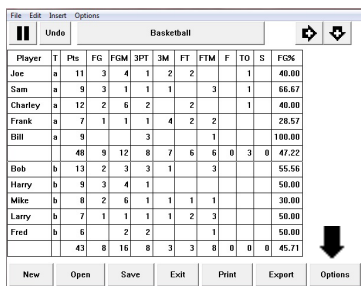 File Edit Insert Options
Undo Basketball
Player T Pts FG FGM 3PT 3M FT FTM F TO S FG%
Joe a 11 3 4 1 2 2 1 40.00
Sam a 9 3 1 1 1 3 1 66.67
Charley a 12 2 6 2 2 1 40.00
Frank a 7 1 1 1 4 2 2 28.57
Bill a 9 3 1 100.00
48 9 12 8 7 6 6 0 3 0 47.22
Bob b 13 2 3 3 1 3 55.56
Harry b 9 3 4 1 50.00
Mike b 8 2 6 1 1 1 1 30.00
Larry b 7 1 1 1 1 2 3 50.00
Fred b 6 2 2 1 50.00
43 8 16 8 3 3 8 0 0 0 45.71
New Open Save Exit Print Export Options